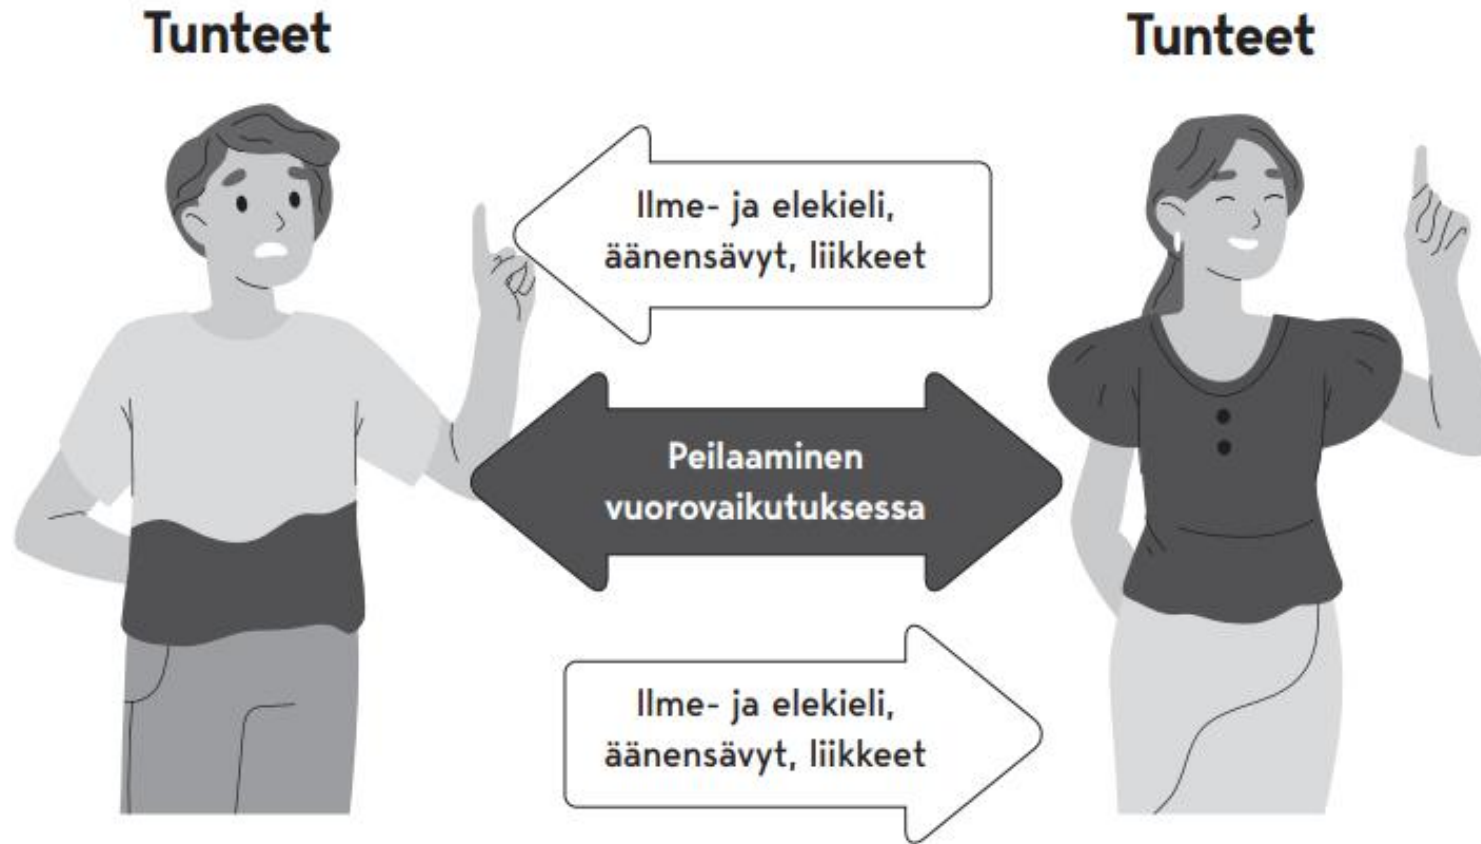 Tunteet
Tunteet
Ilme- ja elekieli,
äänensävyt, liikkeet
Peilaaminen
vuorovaikutuksessa
Ilme- ja elekieli,
äänensävyt, liikkeet